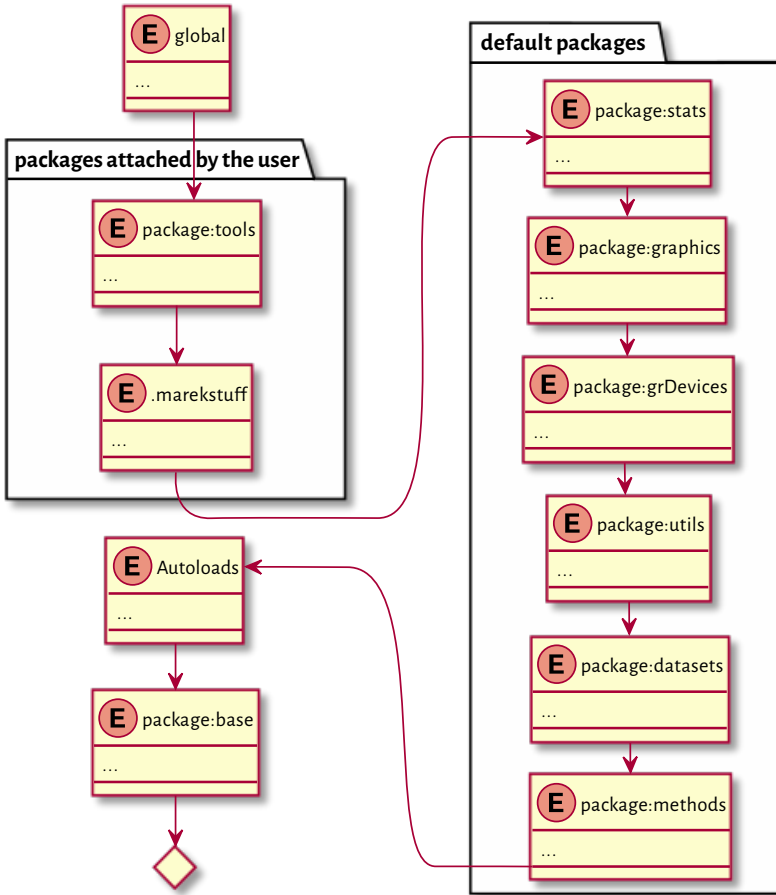 E global
...
packages attached by the user
E package:tools
...
E .marekstuff
...
default packages
E package:stats
...
E package:graphics
...
E package:grDevices
...
E package:utils
...
E package:datasets
...
E package:methods
...
E Autoloads
...
E package:base
...